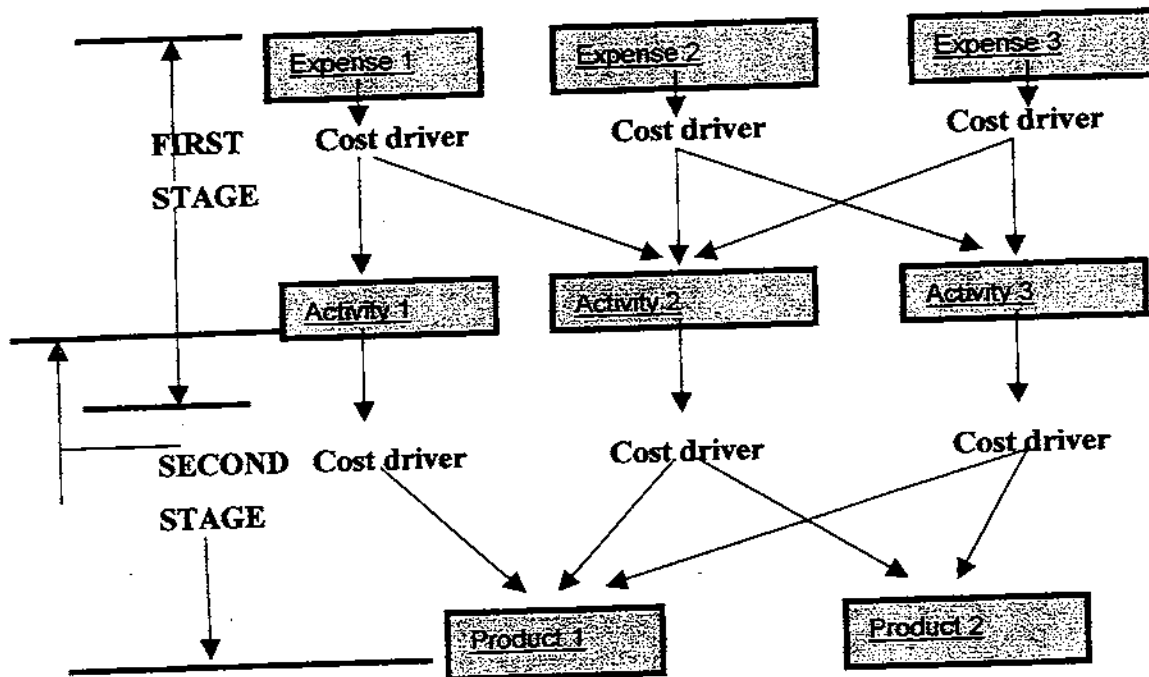 Expense 1
Expense 2
Expense 3
FIRST
STAGE
Cost driver
Cost driver
Cost driver
Activity 1
Activity 2
Activity 3
SECOND
STAGE
Cost driver
Cost driver
Cost driver
Product 1
Product 2